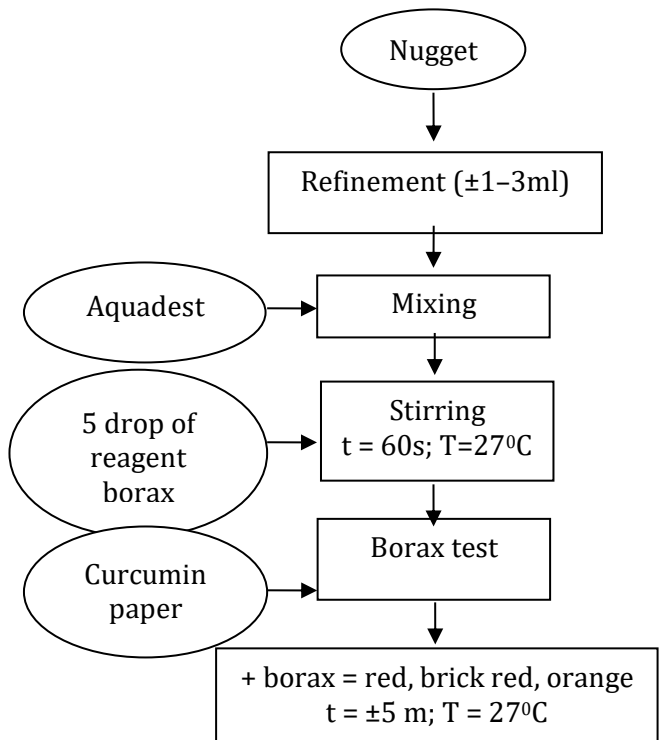 Nugget
Refinement (±1–3ml)
Aquadest
Mixing
5 drop of
reagent
borax
Stirring
t = 60s; T=27⁰C
Curcumin
paper
Borax test
+ borax = red, brick red, orange
t = ±5 m; T = 27⁰C